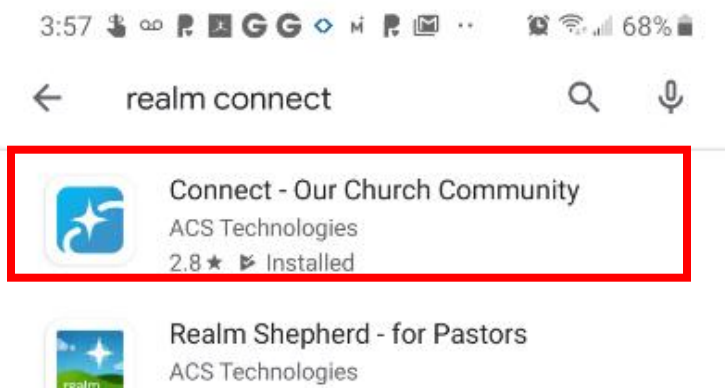 3:57 G G M 68%
realm connect
Connect - Our Church Community
ACS Technologies
2.8★ Installed
realm
Realm Shepherd - for Pastors
ACS Technologies